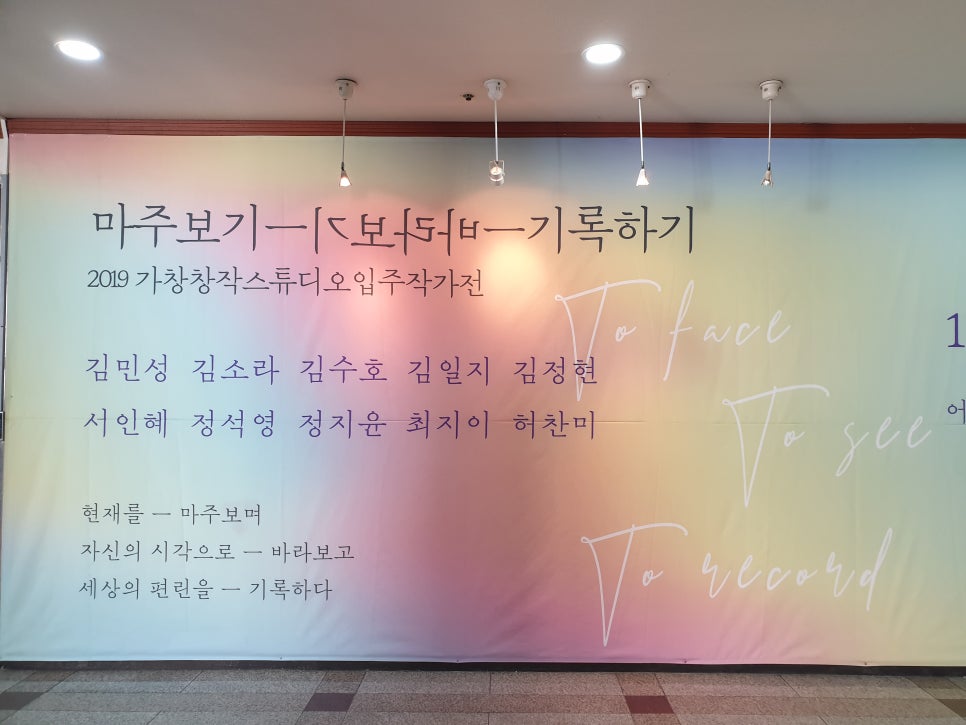 마주보기ㅡ바라보기ㅡ기록하기
2019 가창창작스튜디오입주작가전
김민성 김소라 김수호 김일지 김정현
서인혜 정석영 정지윤 최지이 허찬미
현재를 ㅡ 마주보며
자신의 시각으로 ㅡ 바라보고
세상의 편린을 ㅡ 기록하다
To face
To see
To record
1
어